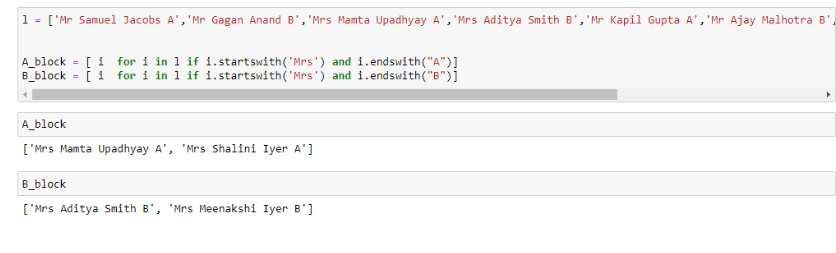 l = ['Mr Samuel Jacobs A','Mr Gagan Anand B','Mrs Mamta Upadhyay A','Mrs Aditya Smith B','Mr Kapil Gupta A','Mr Ajay Malhotra B',
A_block = [ i  for i in l if i.startswith('Mrs') and i.endswith("A")]
B_block = [ i  for i in l if i.startswith('Mrs') and i.endswith("B")]
A_block
['Mrs Mamta Upadhyay A', 'Mrs Shalini Iyer A']
B_block
['Mrs Aditya Smith B', 'Mrs Meenakshi Iyer B']